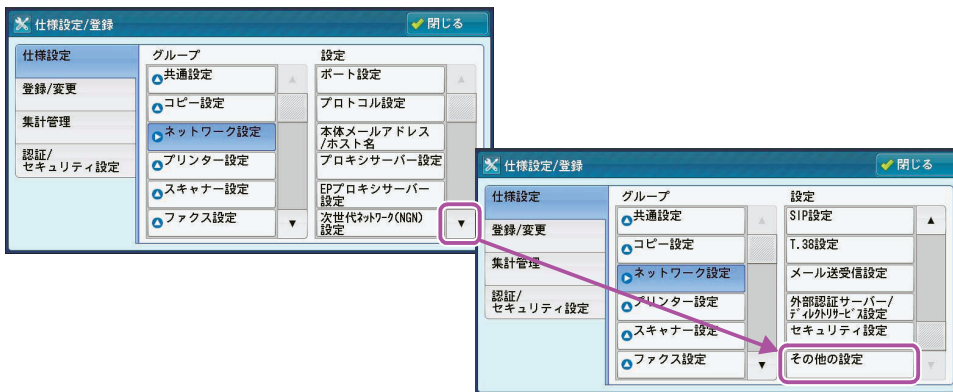 仕様設定/登録
閉じる
仕様設定
登録/変更
集計管理
認証/
セキュリティ設定
グループ
共通設定
コピー設定
ネットワーク設定
プリンター設定
スキャナー設定
ファクス設定
設定
ポート設定
プロトコル設定
本体メールアドレス
/ホスト名
プロキシサーバー設定
EPプロキシサーバー
設定
次世代ネットワーク(NGN)
設定
仕様設定/登録
閉じる
仕様設定
登録/変更
集計管理
認証/
セキュリティ設定
グループ
共通設定
コピー設定
ネットワーク設定
プリンター設定
スキャナー設定
ファクス設定
設定
SIP設定
T.38設定
メール送受信設定
外部認証サーバー/
ディレクトリサービス設定
セキュリティ設定
その他の設定